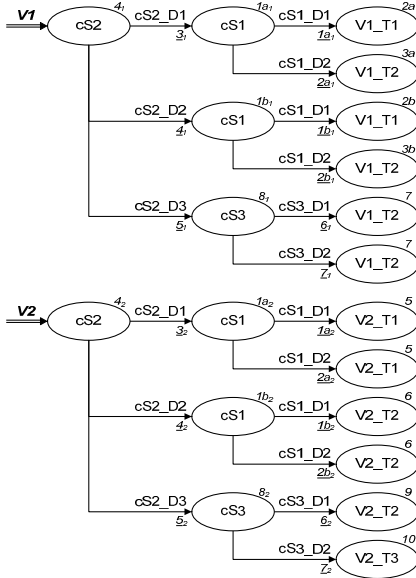 V1 cS2 4₁ cS2_D1 3₁ cS1 1a₁ cS1_D1 1a₁ V1_T1 2a
cS1_D2 2a₁ V1_T2 3a
cS2_D2 4₁ cS1 1b₁ cS1_D1 1b₁ V1_T1 2b
cS1_D2 2b₁ V1_T2 3b
cS2_D3 5₁ cS3 8₁ cS3_D1 6₁ V1_T2 7
cS3_D2 7₁ V1_T2 7
V2 cS2 4₂ cS2_D1 3₂ cS1 1a₂ cS1_D1 1a₂ V2_T1 5
cS1_D2 2a₂ V2_T1 5
cS2_D2 4₂ cS1 1b₂ cS1_D1 1b₂ V2_T2 6
cS1_D2 2b₂ V2_T2 6
cS2_D3 5₂ cS3 8₂ cS3_D1 6₂ V2_T2 9
cS3_D2 7₂ V2_T3 10